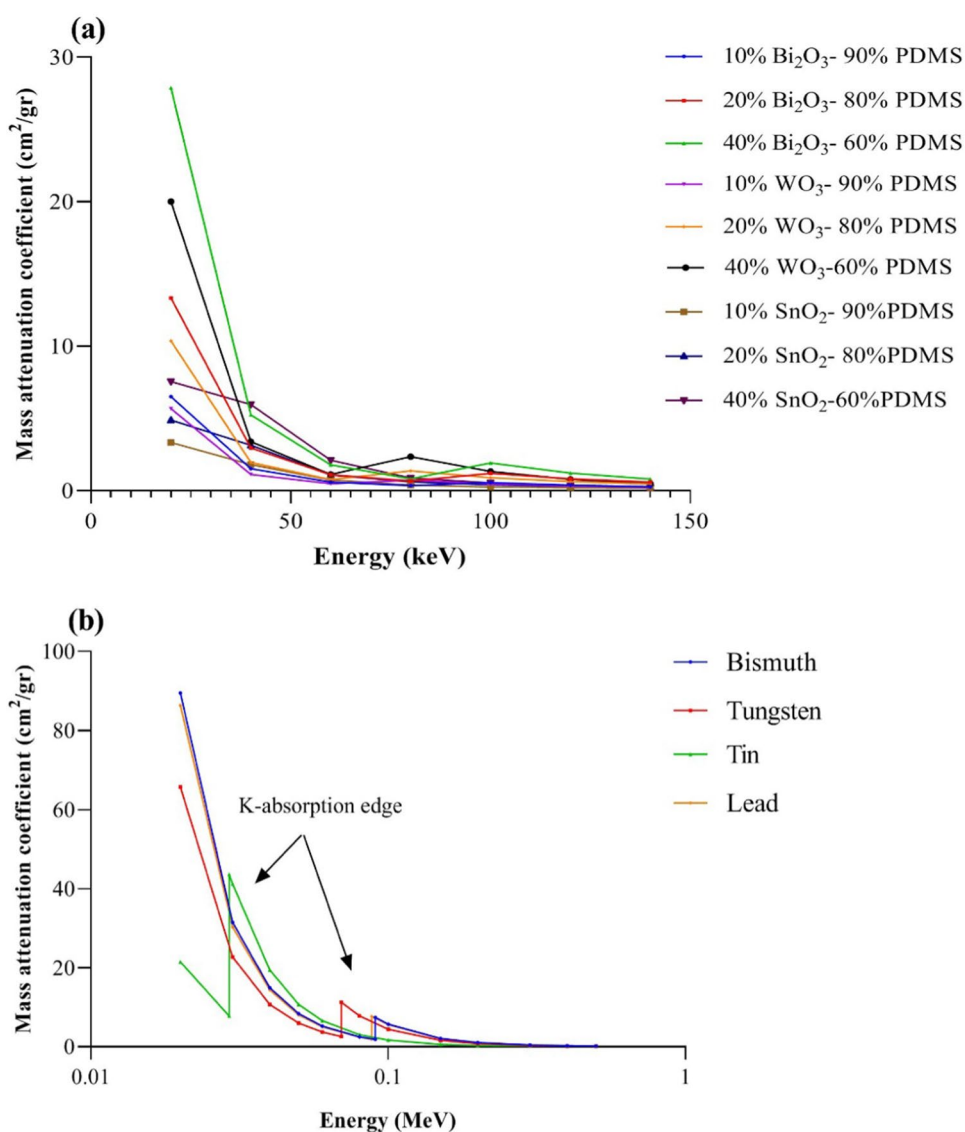 (a)
Mass attenuation coefficient (cm²/gr)
30
20
10
0
0
50
100
150
Energy (keV)
10% Bi₂O₃- 90% PDMS
20% Bi₂O₃- 80% PDMS
40% Bi₂O₃- 60% PDMS
10% WO₃- 90% PDMS
20% WO₃- 80% PDMS
40% WO₃-60% PDMS
10% SnO₂- 90%PDMS
20% SnO₂- 80%PDMS
40% SnO₂-60%PDMS
(b)
Mass attenuation coefficient (cm²/gr)
100
80
60
40
20
0
0.01
0.1
1
Energy (MeV)
K-absorption edge
Bismuth
Tungsten
Tin
Lead